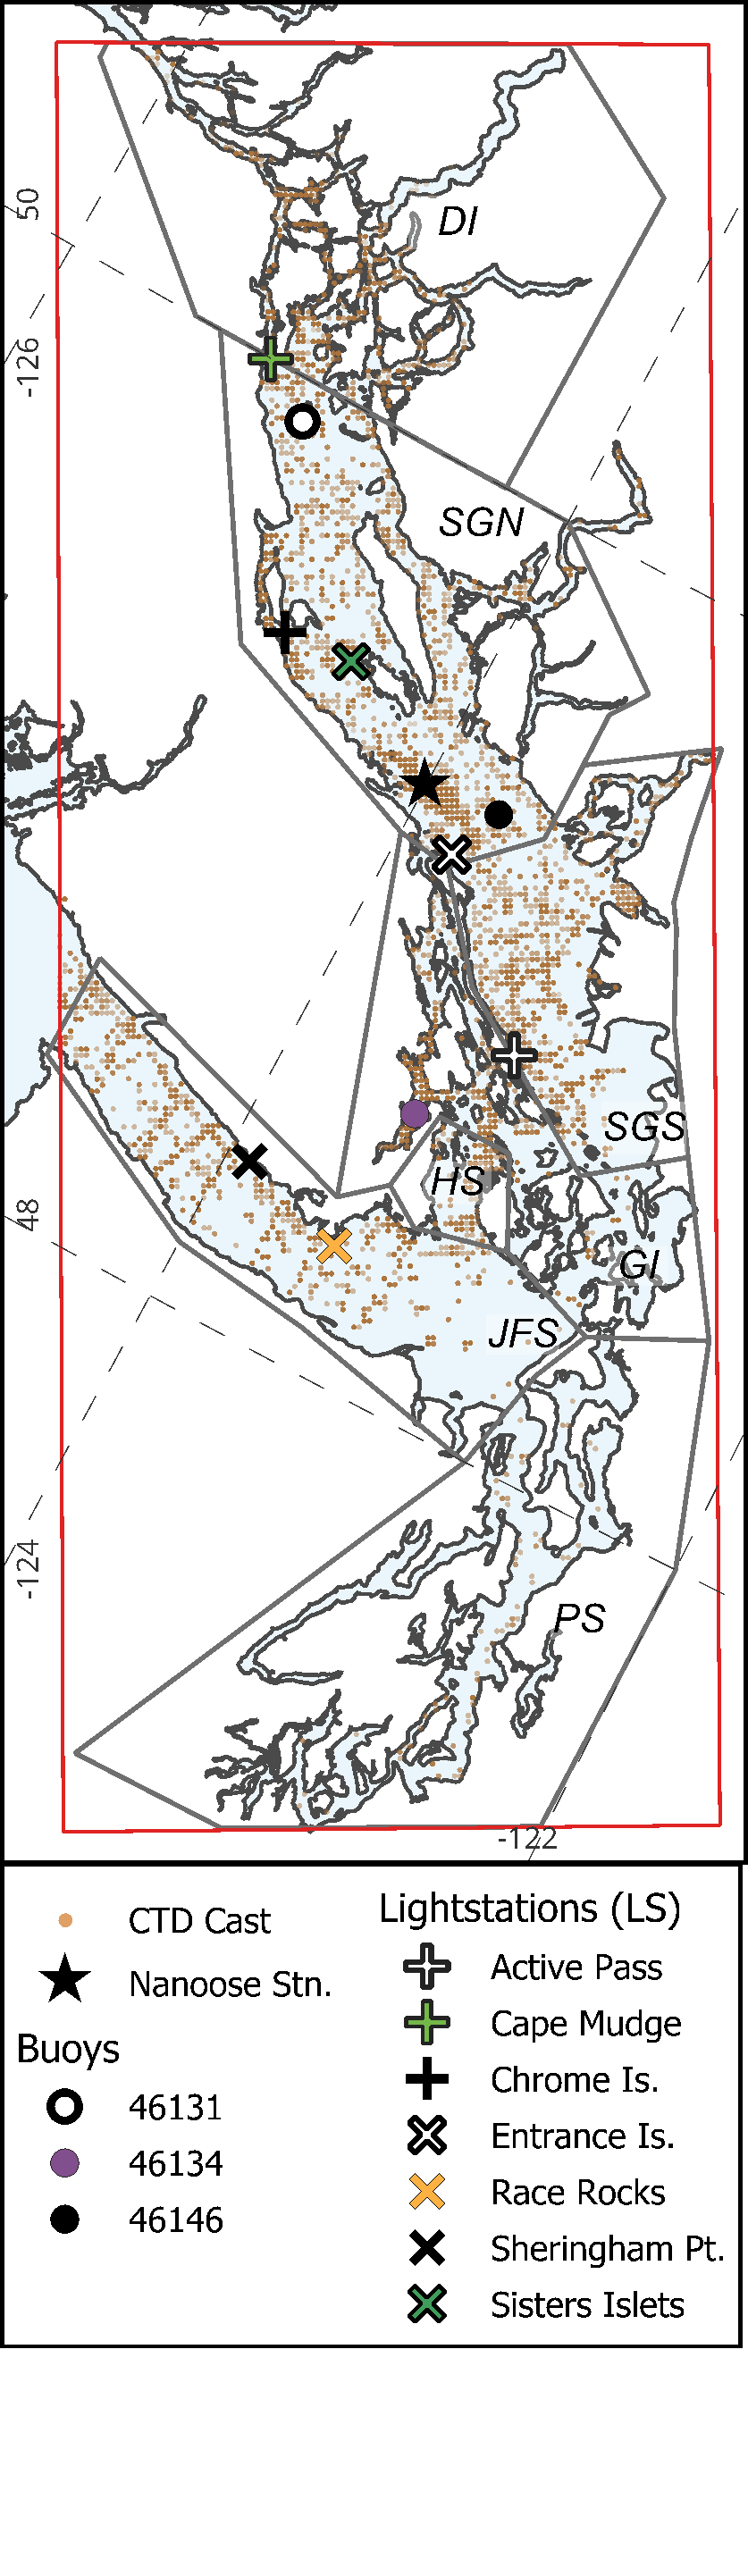 50
DI
-126
SGN
SGS
HS
48
GI
JFS
-124
PS
-122
CTD Cast
Nanoose Stn.
Buoys
46131
46134
46146
Lightstations (LS)
Active Pass
Cape Mudge
Chrome Is.
Entrance Is.
Race Rocks
Sheringham Pt.
Sisters Islets